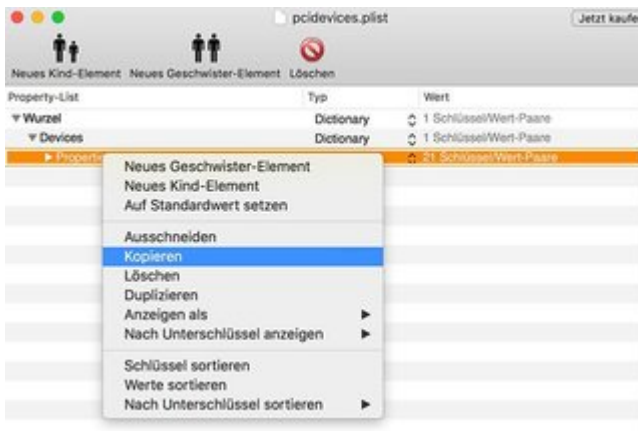 pcidevices.plist
Jetzt kaufe
Neues Kind-Element Neues Geschwister-Element Löschen
Property-List Typ Wert
Wurzel Dictionary 1 Schlüssel/Wert-Paare
Devices Dictionary 1 Schlüssel/Wert-Paare
Propertie 21 Schlüssel/Wert-Paare
Neues Geschwister-Element
Neues Kind-Element
Auf Standardwert setzen
Ausschneiden
Kopieren
Löschen
Duplizieren
Anzeigen als
Nach Unterschlüssel anzeigen
Schlüssel sortieren
Werte sortieren
Nach Unterschlüssel sortieren